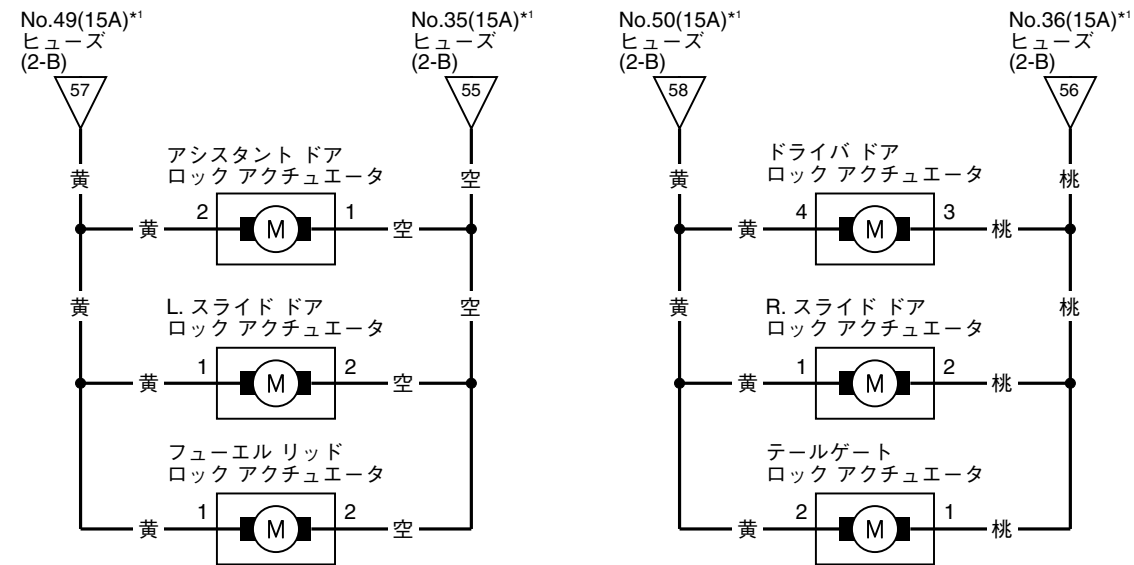 No.49(15A)*1
ヒューズ
(2-B)
57
No.35(15A)*1
ヒューズ
(2-B)
55
黄
空
アシスタント ドア
ロック アクチュエータ
黄 2 M 1 空
黄
空
L. スライド ドア
ロック アクチュエータ
黄 1 M 2 空
フューエル リッド
ロック アクチュエータ
黄 1 M 2 空
No.50(15A)*1
ヒューズ
(2-B)
58
No.36(15A)*1
ヒューズ
(2-B)
56
黄
桃
ドライバ ドア
ロック アクチュエータ
黄 4 M 3 桃
黄
桃
R. スライド ドア
ロック アクチュエータ
黄 1 M 2 桃
テールゲート
ロック アクチュエータ
黄 2 M 1 桃